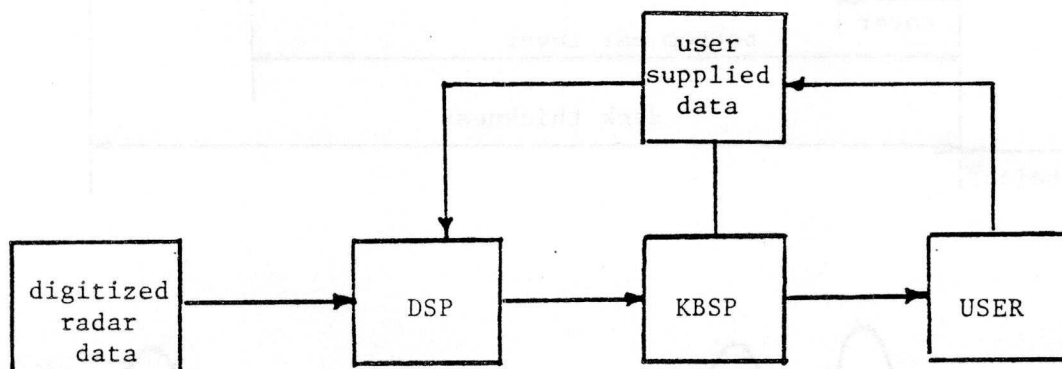 user
supplied
data
digitized
radar
data
DSP
KBSP
USER